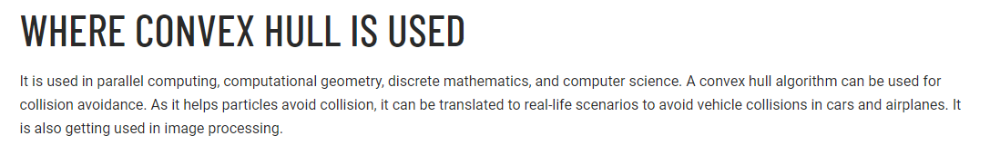 WHERE CONVEX HULL IS USED
It is used in parallel computing, computational geometry, discrete mathematics, and computer science. A convex hull algorithm can be used for
collision avoidance. As it helps particles avoid collision, it can be translated to real-life scenarios to avoid vehicle collisions in cars and airplanes. It
is also getting used in image processing.